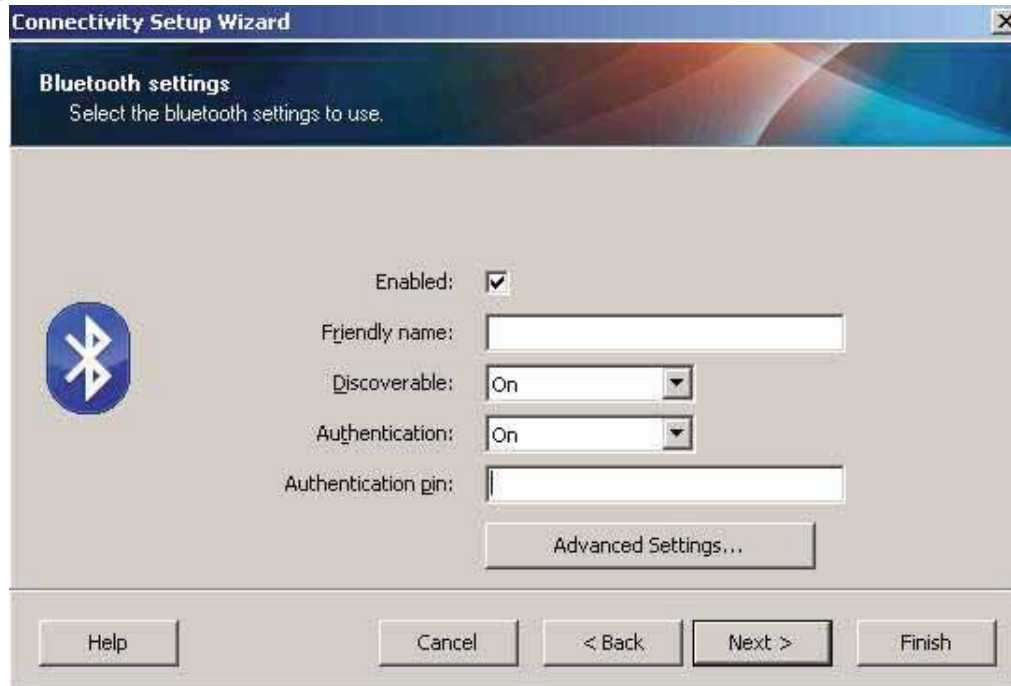 Connectivity Setup Wizard
Bluetooth settings
Select the bluetooth settings to use.
Enabled:
Friendly name:
Discoverable: On
Authentication: On
Authentication pin:
Advanced Settings...
Help Cancel < Back Next > Finish